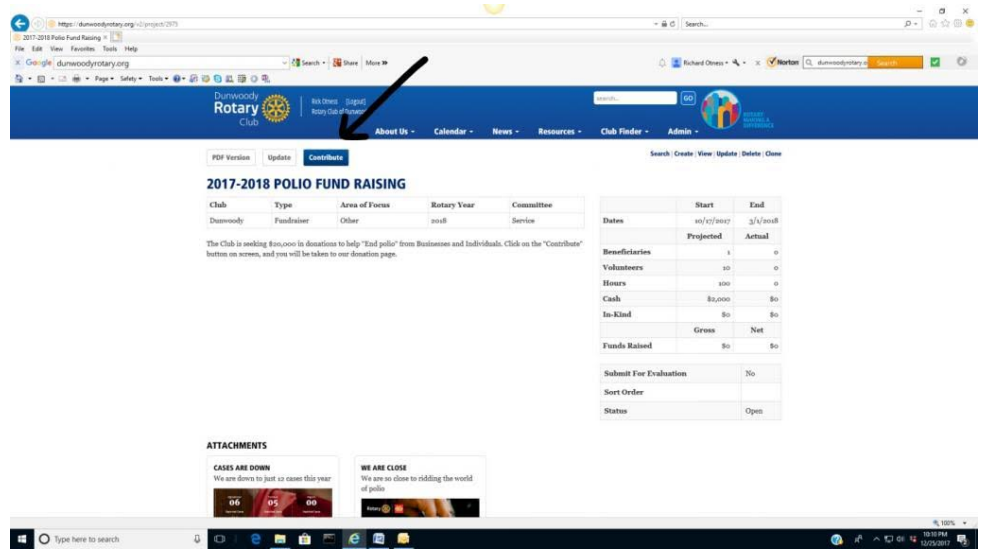 https://dunwoodyrotary.org/v2/project/2975
Search...
2017-2018 Polio Fund Raising
File Edit View Favorites Tools Help
Google dunwoodyrotary.org Search Share More Richard Otness Norton dunwoodyrotary.o Search
Page Safety Tools
Dunwoody
Rotary
Club
Rick Otness [Logout]
Rotary Club of Dunwoody
search... GO
About Us Calendar News Resources Club Finder Admin
PDF Version Update Contribute
Search | Create | View | Update | Delete | Clone
2017-2018 POLIO FUND RAISING
Club Type Area of Focus Rotary Year Committee
Dunwoody Fundraiser Other 2018 Service
The Club is seeking $20,000 in donations to help "End polio" from Businesses and Individuals. Click on the "Contribute"
button on screen, and you will be taken to our donation page.
Start End
Dates 10/17/2017 3/1/2018
Projected Actual
Beneficiaries 1 0
Volunteers 10 0
Hours 100 0
Cash $2,000 $0
In-Kind $0 $0
Gross Net
Funds Raised $0 $0
Submit For Evaluation No
Sort Order
Status Open
ATTACHMENTS
CASES ARE DOWN
We are down to just 12 cases this year
06 05 00
WE ARE CLOSE
We are so close to ridding the world
of polio
Rotary
100%
Type here to search
10:10 PM
12/25/2017